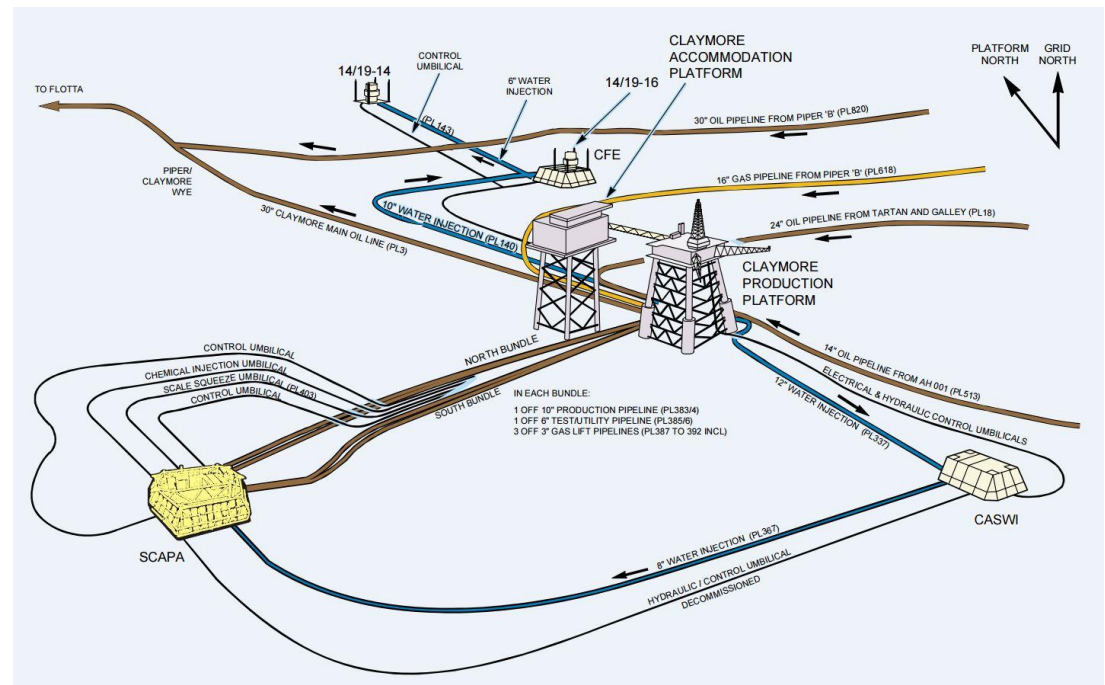 CLAYMORE
ACCOMMODATION
PLATFORM
CONTROL
UMBILICAL
14/19-14
14/19-16
6" WATER
INJECTION
PLATFORM
NORTH
GRID
NORTH
TO FLOTTA
(PL143)
30" OIL PIPELINE FROM PIPER 'B' (PL820)
CFE
PIPER/
CLAYMORE
WYE
16" GAS PIPELINE FROM PIPER 'B' (PL618)
30" CLAYMORE MAIN OIL LINE (PL3)
10" WATER INJECTION (PL140)
24" OIL PIPELINE FROM TARTAN AND GALLEY (PL18)
CLAYMORE
PRODUCTION
PLATFORM
CONTROL UMBILICAL
CHEMICAL INJECTION UMBILICAL
SCALE SQUEEZE UMBILICAL (PL403)
CONTROL UMBILICAL
NORTH BUNDLE
SOUTH BUNDLE
IN EACH BUNDLE:
1 OFF 10" PRODUCTION PIPELINE (PL383/4)
1 OFF 6" TEST/UTILITY PIPELINE (PL385/6)
3 OFF 3" GAS LIFT PIPELINES (PL387 TO 392 INCL)
14" OIL PIPELINE FROM AH 001 (PL513)
ELECTRICAL & HYDRAULIC CONTROL UMBILICALS
12" WATER INJECTION (PL337)
CASWI
SCAPA
8" WATER INJECTION (PL367)
HYDRAULIC / CONTROL UMBILICAL
DECOMMISSIONED